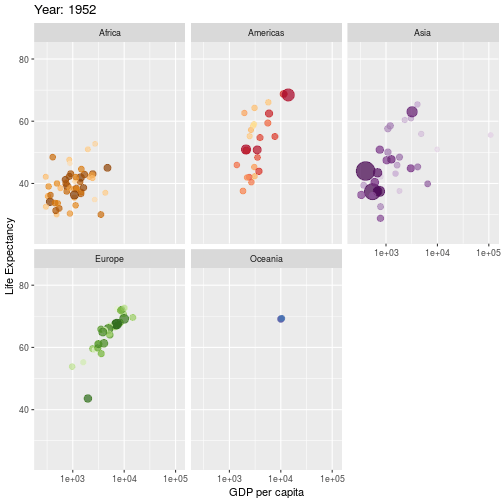 Year: 1952
Africa
Americas
Asia
80
60
40
1e+03
1e+04
1e+05
Europe
Oceania
80
60
40
1e+03
1e+04
1e+05
1e+03
1e+04
1e+05
GDP per capita
Life Expectancy